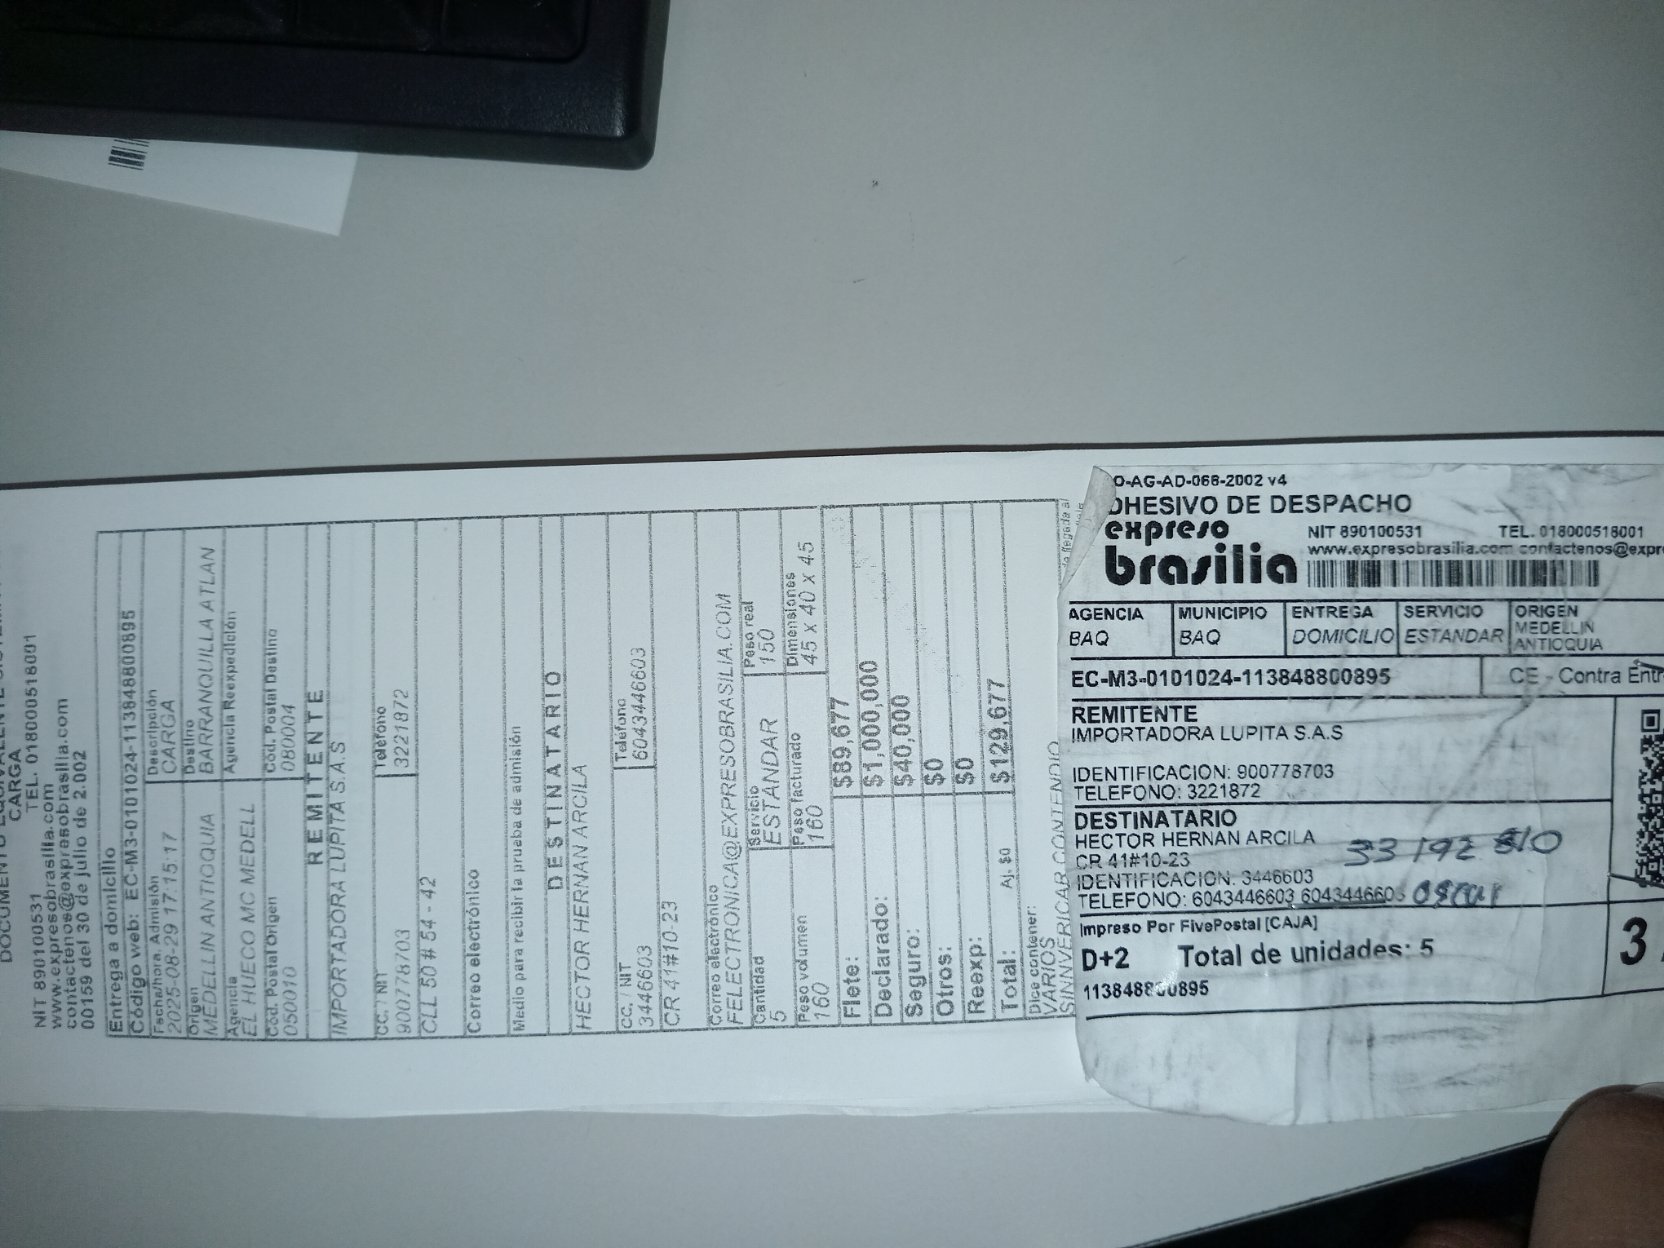 CARGA
NIT 890100531 TEL. 018000518001
www.expresobrasilia.com
contactenos@expresobrasilia.com
00159 del 30 de julio de 2.002
Entrega a domicilio
Código web: EC-M3-0101024-113848800895
Fecha/hora. Admisión Descripción
2025-08-29 17:15:17 CARGA
Origen Destino
MEDELLIN ANTIOQUIA BARRANQUILLA ATLAN
Agencia Agencia Reexpedición
EL HUECO MC MEDELL
Cód. Postal Origen Cód. Postal Destino
050010 080004
REMITENTE
IMPORTADORA LUPITA S.A.S
CC. / NIT Teléfono
900778703 3221872
CLL 50 # 54 - 42
Correo electrónico
Medio para recibir la prueba de admisión
DESTINATARIO
HECTOR HERNAN ARCILA
CC. / NIT Teléfono
3446603 6043446603
CR 41#10-23
Correo electrónico
FELECTRONICA@EXPRESOBRASILIA.COM
Cantidad Servicio Peso real
5 ESTANDAR 150
Peso volumen Peso facturado Dimensiones
160 160 45 x 40 x 45
Flete: $89,677
Declarado: $1,000,000
Seguro: $40,000
Otros: $0
Reexp: $0
Total: Aj. $0 $129,677
Dice contener:
VARIOS
SINVERICAR CONTENDIO
O-AG-AD-066-2002 v4
DHESIVO DE DESPACHO
expreso
brasilia
NIT 890100531 TEL. 018000518001
www.expresobrasilia.com contactenos@expr
AGENCIA MUNICIPIO ENTREGA SERVICIO ORIGEN
BAQ BAQ DOMICILIO ESTANDAR MEDELLIN
ANTIOQUIA
EC-M3-0101024-113848800895 CE - Contra Entr
REMITENTE
IMPORTADORA LUPITA S.A.S
IDENTIFICACION: 900778703
TELEFONO: 3221872
DESTINATARIO
HECTOR HERNAN ARCILA
CR 41#10-23
IDENTIFICACION: 3446603
TELEFONO: 6043446603 6043446603 Oscar
Impreso Por FivePostal [CAJA]
D+2 Total de unidades: 5
3
113848800895